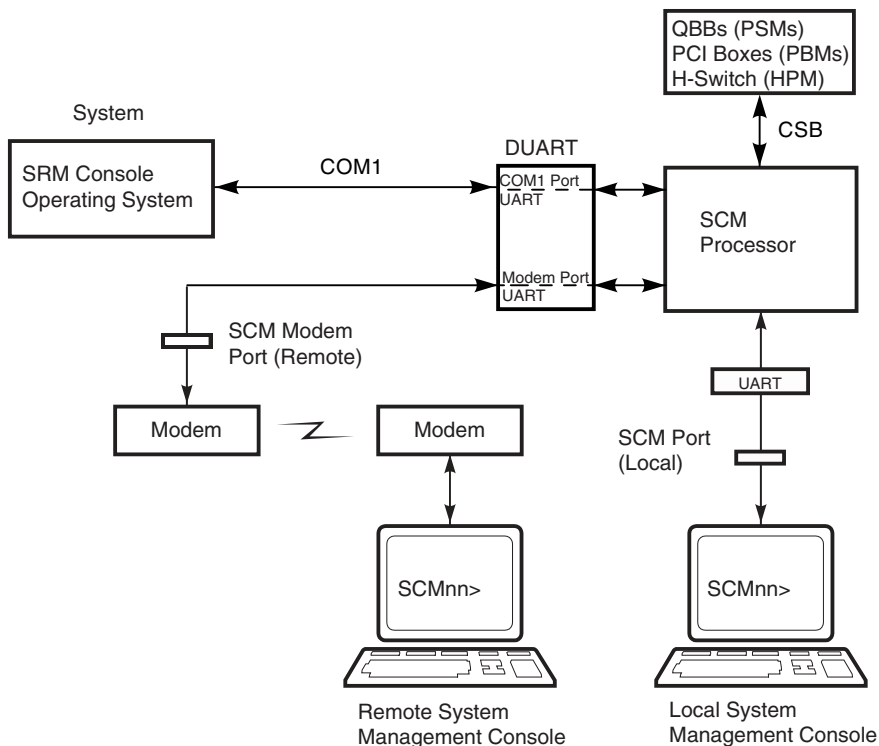 QBBs (PSMs)
PCI Boxes (PBMs)
H-Switch (HPM)
System
CSB
DUART
SRM Console
Operating System
COM1
COM1 Port
UART
SCM
Processor
Modem Port
UART
SCM Modem
Port (Remote)
UART
Modem
Modem
SCM Port
(Local)
SCMnn>
SCMnn>
Remote System
Management Console
Local System
Management Console